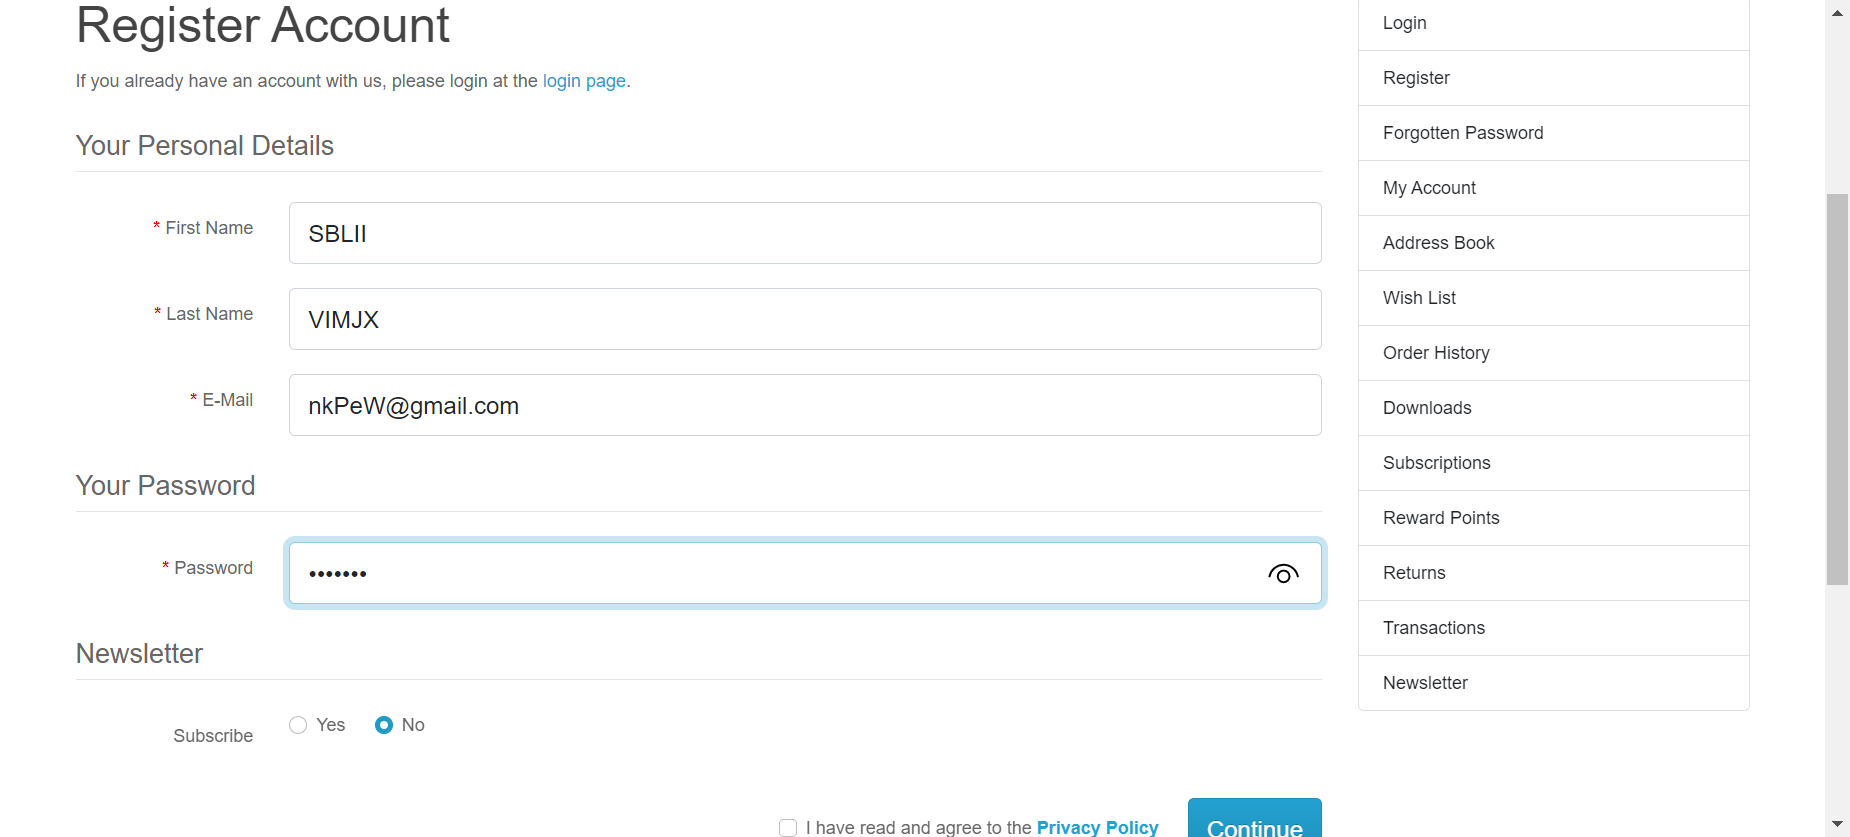 Register Account
If you already have an account with us, please login at the login page.
Your Personal Details
* First Name
SBLII
* Last Name
VIMJX
* E-Mail
nkPeW@gmail.com
Your Password
* Password
•••••••
Newsletter
Subscribe
Yes
No
I have read and agree to the Privacy Policy
Continue
Login
Register
Forgotten Password
My Account
Address Book
Wish List
Order History
Downloads
Subscriptions
Reward Points
Returns
Transactions
Newsletter